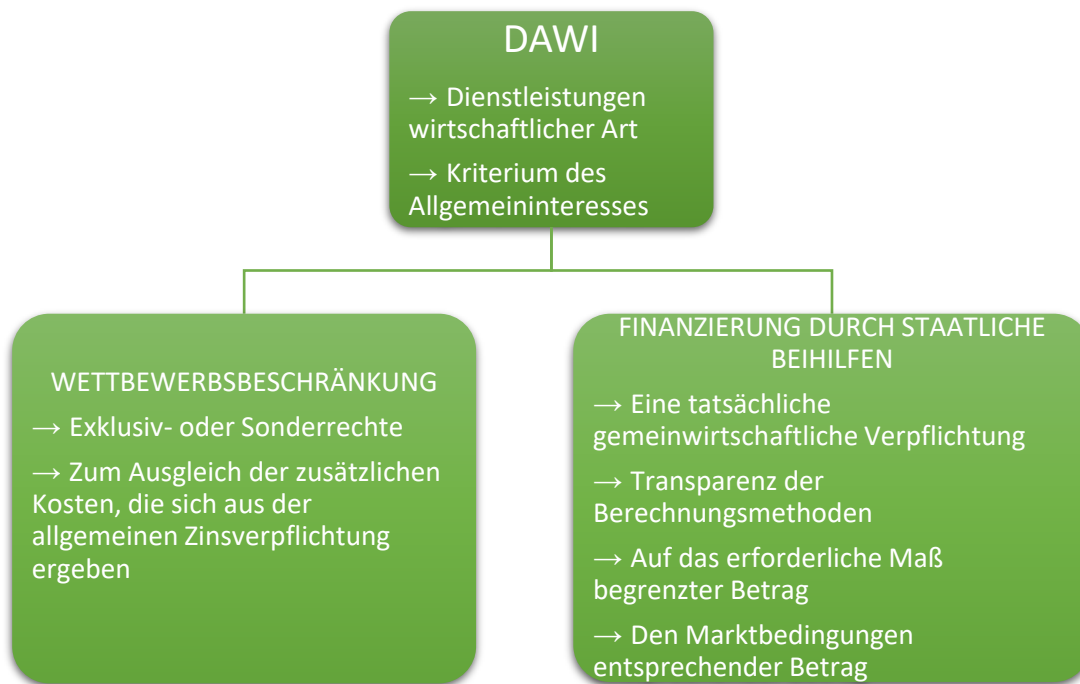 DAWI
→ Dienstleistungen
wirtschaftlicher Art
→ Kriterium des
Allgemeininteresses
WETTBEWERBSBESCHRÄNKUNG
→ Exklusiv- oder Sonderrechte
→ Zum Ausgleich der zusätzlichen
Kosten, die sich aus der
allgemeinen Zinsverpflichtung
ergeben
FINANZIERUNG DURCH STAATLICHE
BEIHILFEN
→ Eine tatsächliche
gemeinwirtschaftliche Verpflichtung
→ Transparenz der
Berechnungsmethoden
→ Auf das erforderliche Maß
begrenzter Betrag
→ Den Marktbedingungen
entsprechender Betrag